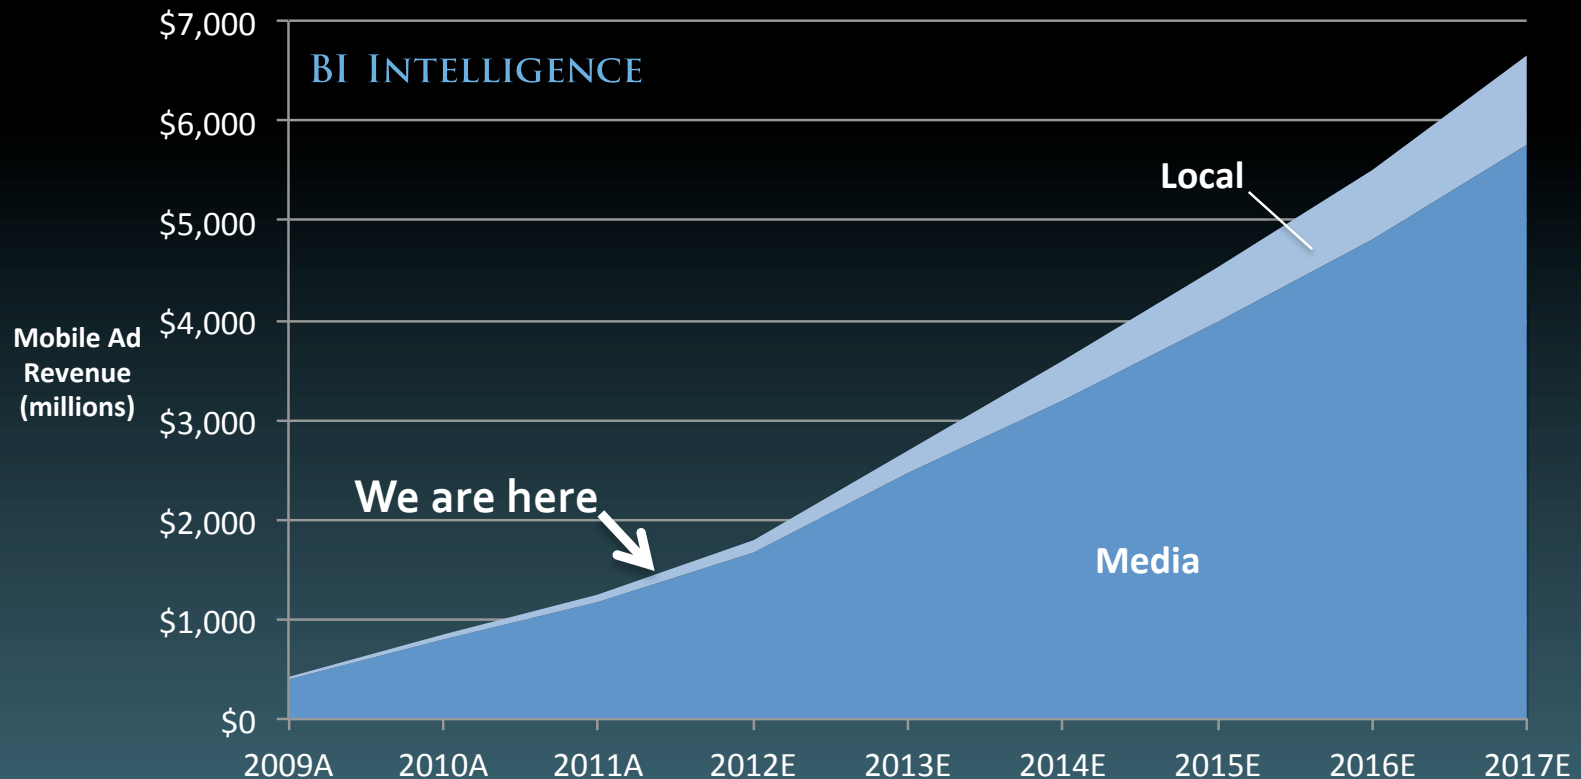 BI INTELLIGENCE
$7,000
$6,000
$5,000
$4,000
$3,000
$2,000
$1,000
$0
Mobile Ad
Revenue
(millions)
Local
We are here
Media
2009A 2010A 2011A 2012E 2013E 2014E 2015E 2016E 2017E